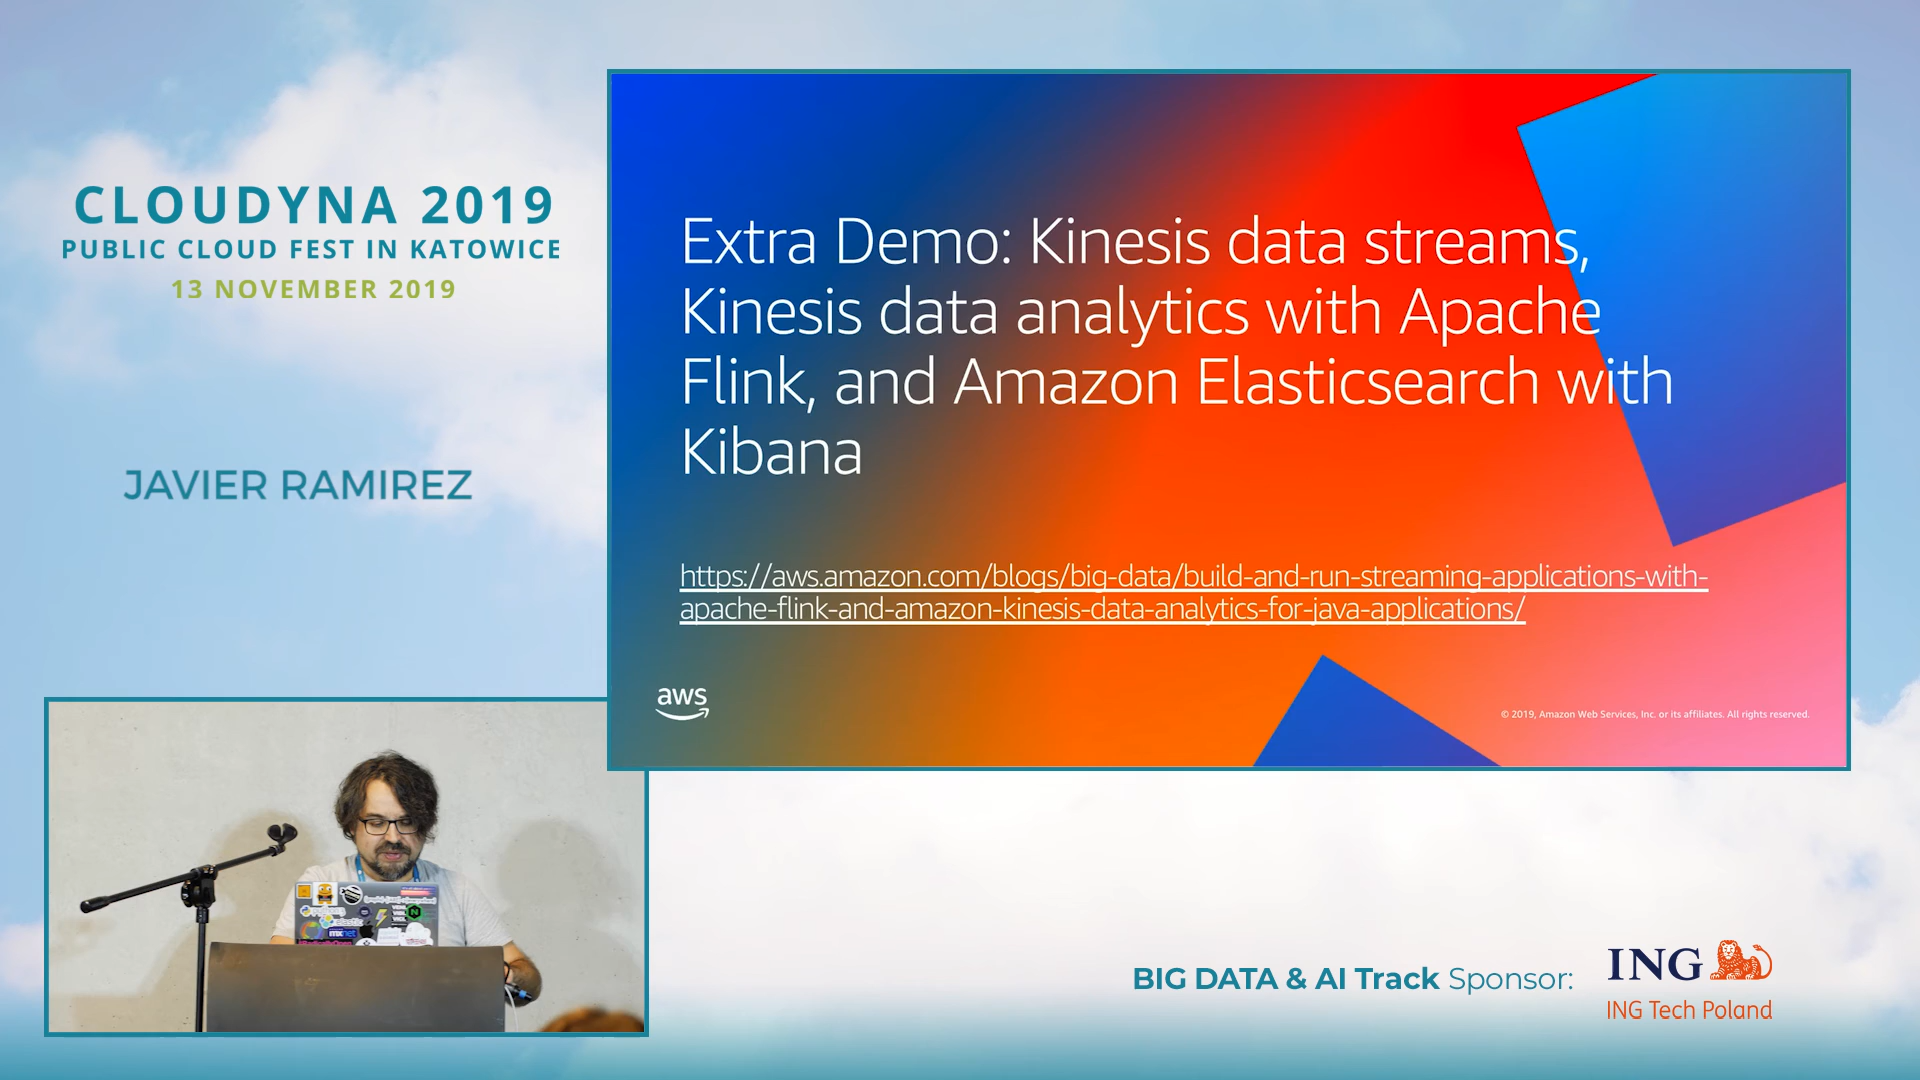 CLOUDYNA 2019
PUBLIC CLOUD FEST IN KATOWICE
13 NOVEMBER 2019
JAVIER RAMIREZ
Extra Demo: Kinesis data streams,
Kinesis data analytics with Apache
Flink, and Amazon Elasticsearch with
Kibana
https://aws.amazon.com/blogs/big-data/build-and-run-streaming-applications-with-
apache-flink-and-amazon-kinesis-data-analytics-for-java-applications/
aws
© 2019, Amazon Web Services, Inc. or its affiliates. All rights reserved.
mxnet
BIG DATA & AI Track Sponsor:
ING
ING Tech Poland